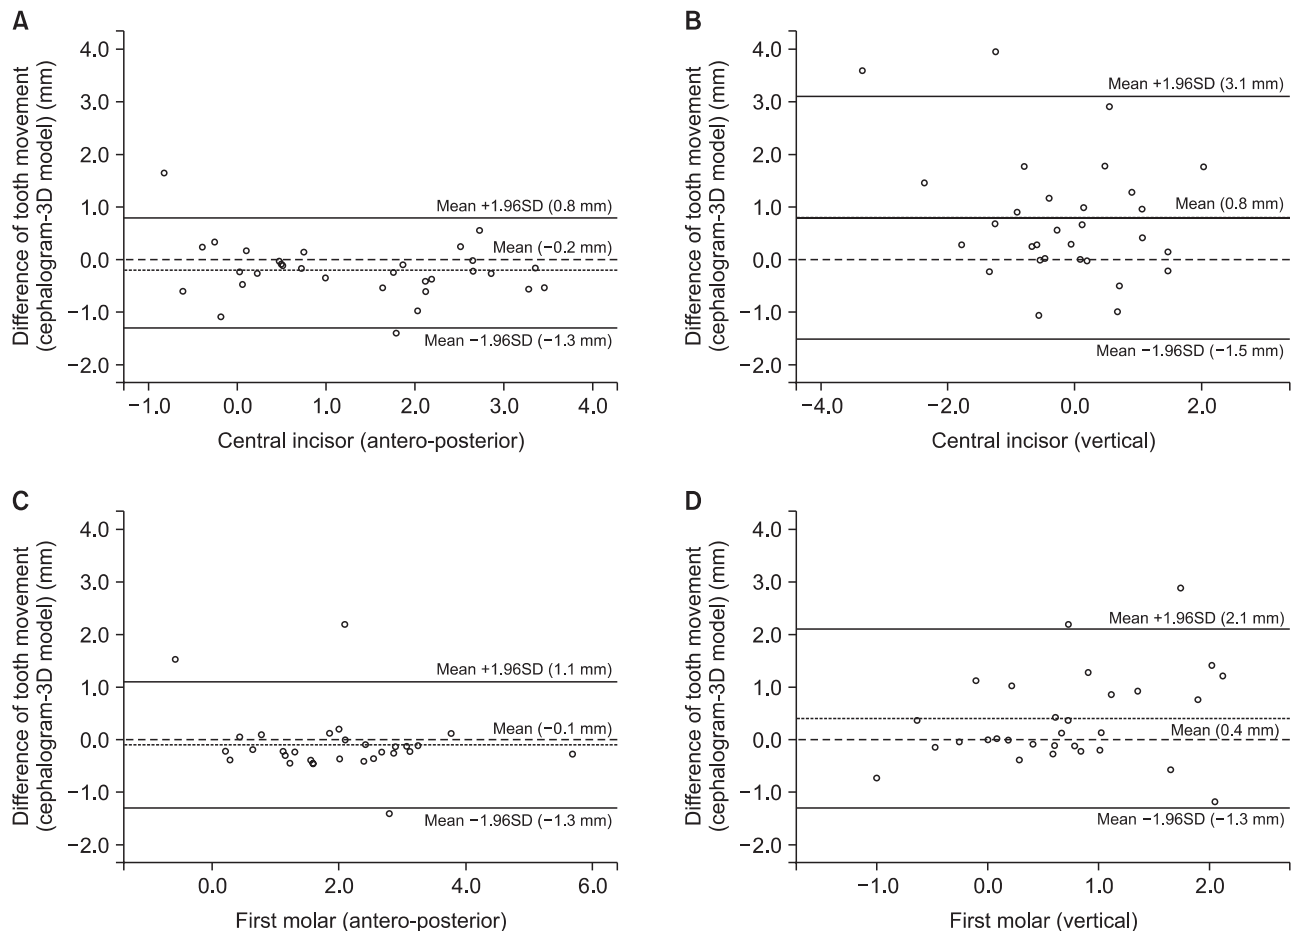 A
Difference of tooth movement
(cephalogram-3D model) (mm)
4.0
3.0
2.0
1.0
0.0
−1.0
−2.0
Mean +1.96SD (0.8 mm)
Mean (−0.2 mm)
Mean −1.96SD (−1.3 mm)
−1.0 0.0 1.0 2.0 3.0 4.0
Central incisor (antero-posterior)
B
Difference of tooth movement
(cephalogram-3D model) (mm)
4.0
3.0
2.0
1.0
0.0
−1.0
−2.0
Mean +1.96SD (3.1 mm)
Mean (0.8 mm)
Mean −1.96SD (−1.5 mm)
−4.0 −2.0 0.0 2.0
Central incisor (vertical)
C
Difference of tooth movement
(cephalogram-3D model) (mm)
4.0
3.0
2.0
1.0
0.0
−1.0
−2.0
Mean +1.96SD (1.1 mm)
Mean (−0.1 mm)
Mean −1.96SD (−1.3 mm)
0.0 2.0 4.0 6.0
First molar (antero-posterior)
D
Difference of tooth movement
(cephalogram-3D model) (mm)
4.0
3.0
2.0
1.0
0.0
−1.0
−2.0
Mean +1.96SD (2.1 mm)
Mean (0.4 mm)
Mean −1.96SD (−1.3 mm)
−1.0 0.0 1.0 2.0
First molar (vertical)